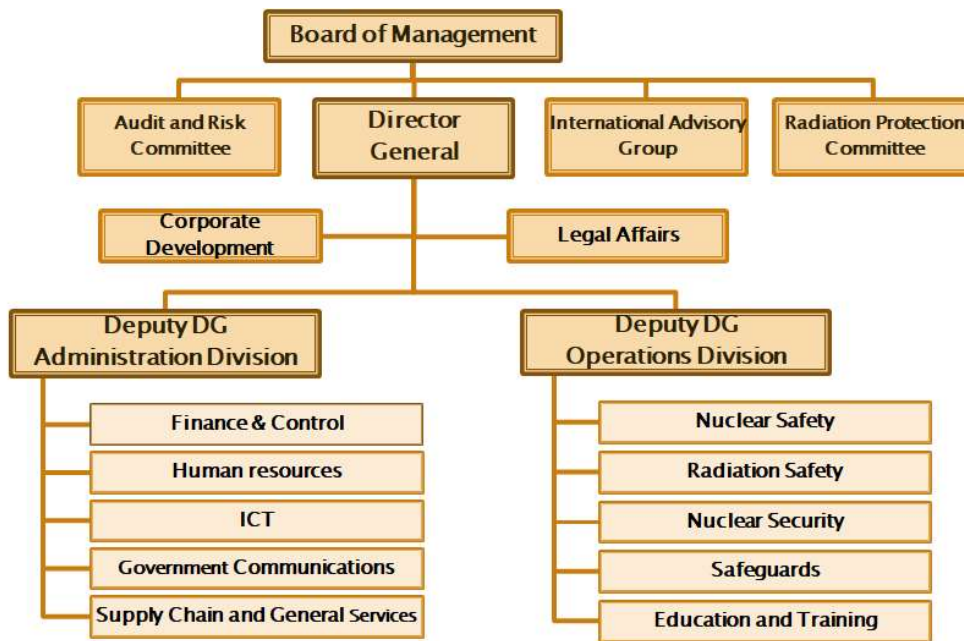 Board of Management
Audit and Risk
Committee
Director
General
International Advisory
Group
Radiation Protection
Committee
Corporate
Development
Legal Affairs
Deputy DG
Administration Division
Deputy DG
Operations Division
Finance & Control
Human resources
ICT
Government Communications
Supply Chain and General Services
Nuclear Safety
Radiation Safety
Nuclear Security
Safeguards
Education and Training